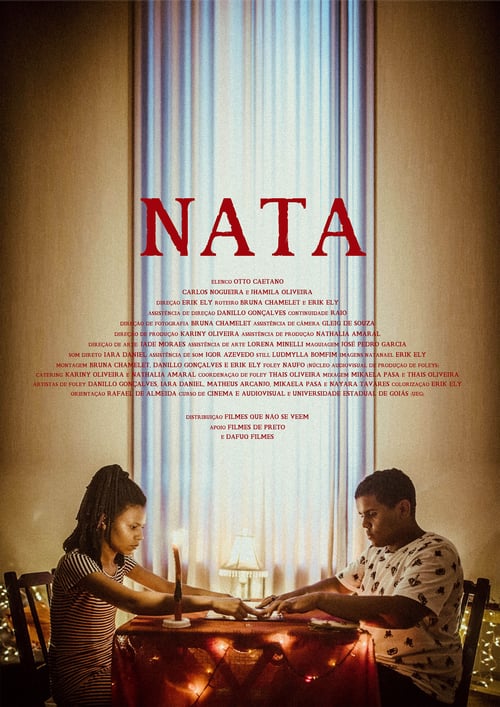 NATA
ELENCO OTTO CAETANO
CARLOS NOGUEIRA E JHAMILA OLIVEIRA
DIREÇÃO ERIK ELY ROTEIRO BRUNA CHAMELET E ERIK ELY
ASSISTÊNCIA DE DIREÇÃO DANILLO GONÇALVES CONTINUIDADE RAIO
DIREÇÃO DE FOTOGRAFIA BRUNA CHAMELET ASSISTÊNCIA DE CÂMERA GLEIG DE SOUZA
DIREÇÃO DE PRODUÇÃO KARINY OLIVEIRA ASSISTÊNCIA DE PRODUÇÃO NATHALIA AMARAL
DIREÇÃO DE ARTE JADE MORAES ASSISTÊNCIA DE ARTE LORENA MINELLI MAQUIAGEM JOSÉ PEDRO GARCIA
SOM DIRETO IARA DANIEL ASSISTÊNCIA DE SOM IGOR AZEVEDO STILL LUDMYLLA BOMFIM IMAGENS NATANAEL ERIK ELY
MONTAGEM BRUNA CHAMELET, DANILLO GONÇALVES E ERIK ELY FOLEY NAUFO (NÚCLEO AUDIOVISUAL DE PRODUÇÃO DE FOLEYS)
CATERING KARINY OLIVEIRA E NATHALIA AMARAL COORDENAÇÃO DE FOLEY THAIS OLIVEIRA MIXAGEM MIKAELA PASA E THAIS OLIVEIRA
ARTISTAS DE FOLEY DANILLO GONÇALVES, IARA DANIEL, MATHEUS ARCANJO, MIKAELA PASA E NAYARA TAVARES COLORIZAÇÃO ERIK ELY
ORIENTAÇÃO RAFAEL DE ALMEIDA CURSO DE CINEMA E AUDIOVISUAL E UNIVERSIDADE ESTADUAL DE GOIÁS (UEG)
DISTRIBUIÇÃO FILMES QUE NÃO SE VEEM
APOIO FILMES DE PRETO
E DAFUQ FILMES